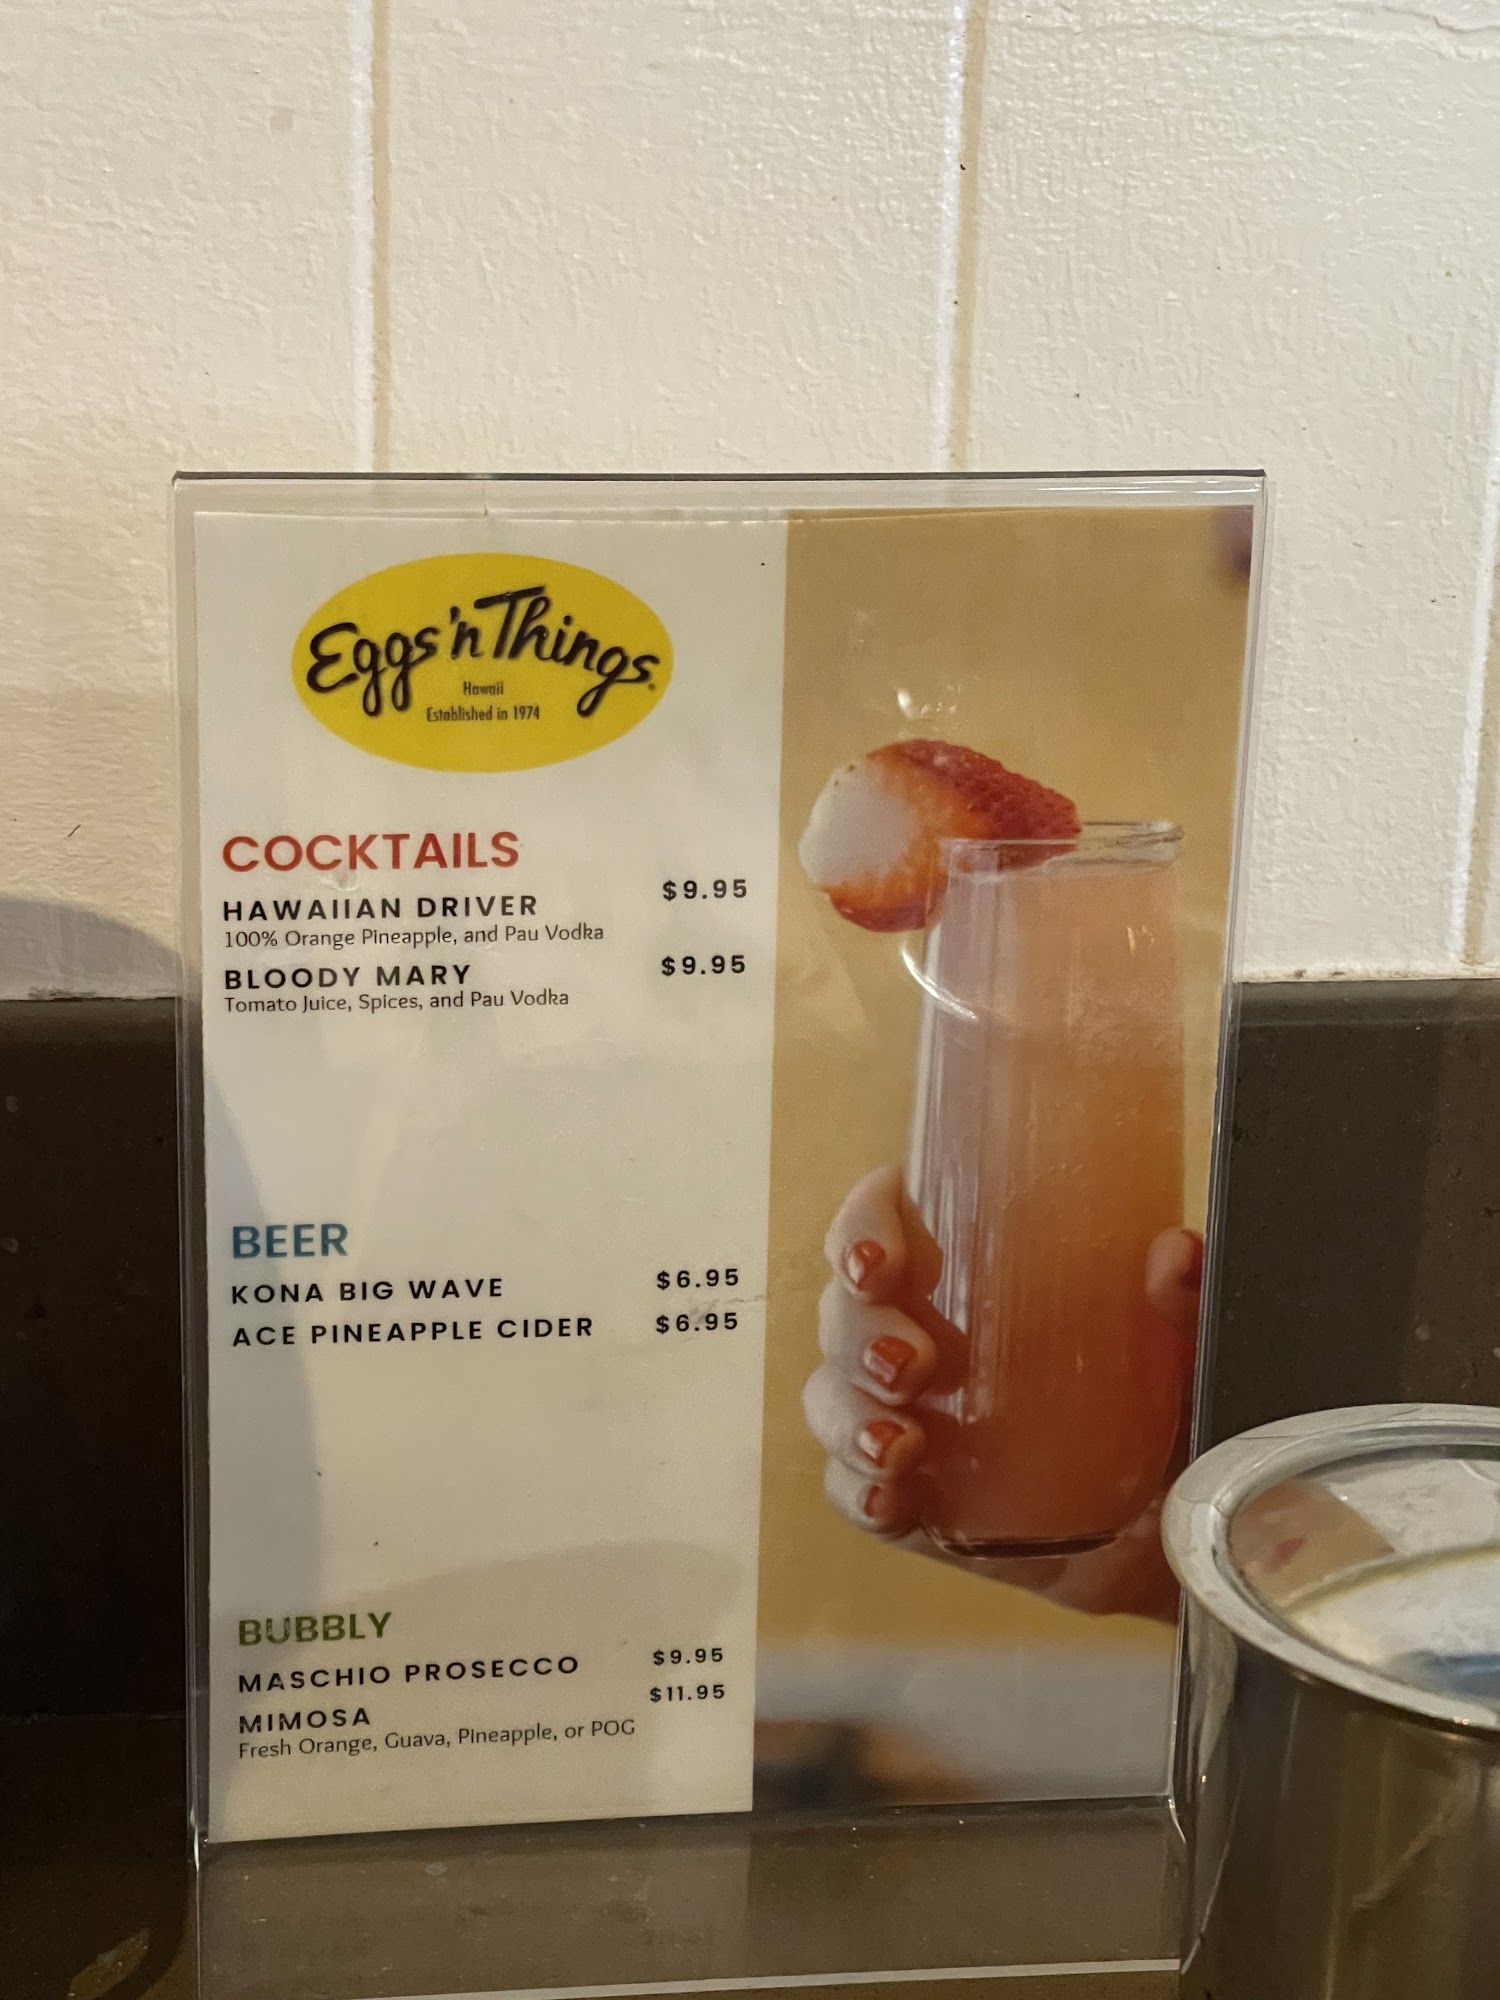 Eggs'n Things
Hawaii
Established in 1974
COCKTAILS
HAWAIIAN DRIVER $9.95
100% Orange Pineapple, and Pau Vodka
BLOODY MARY $9.95
Tomato Juice, Spices, and Pau Vodka
BEER
KONA BIG WAVE $6.95
ACE PINEAPPLE CIDER $6.95
BUBBLY
MASCHIO PROSECCO $9.95
MIMOSA $11.95
Fresh Orange, Guava, Pineapple, or POG